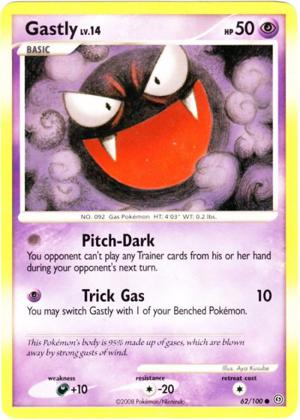 Gastly LV.14 HP 50
BASIC
NO. 092 Gas Pokémon HT: 4'03" WT: 0.2 lbs.
Pitch-Dark
You opponent can't play any Trainer cards from his or her hand
during your opponent's next turn.
Trick Gas 10
You may switch Gastly with 1 of your Benched Pokémon.
This Pokémon's body is 95% made up of gases, which are blown
away by strong gusts of wind.
Illus. Aya Kusube
weakness resistance retreat cost
+10 -20
©2008 Pokémon/Nintendo 62/100